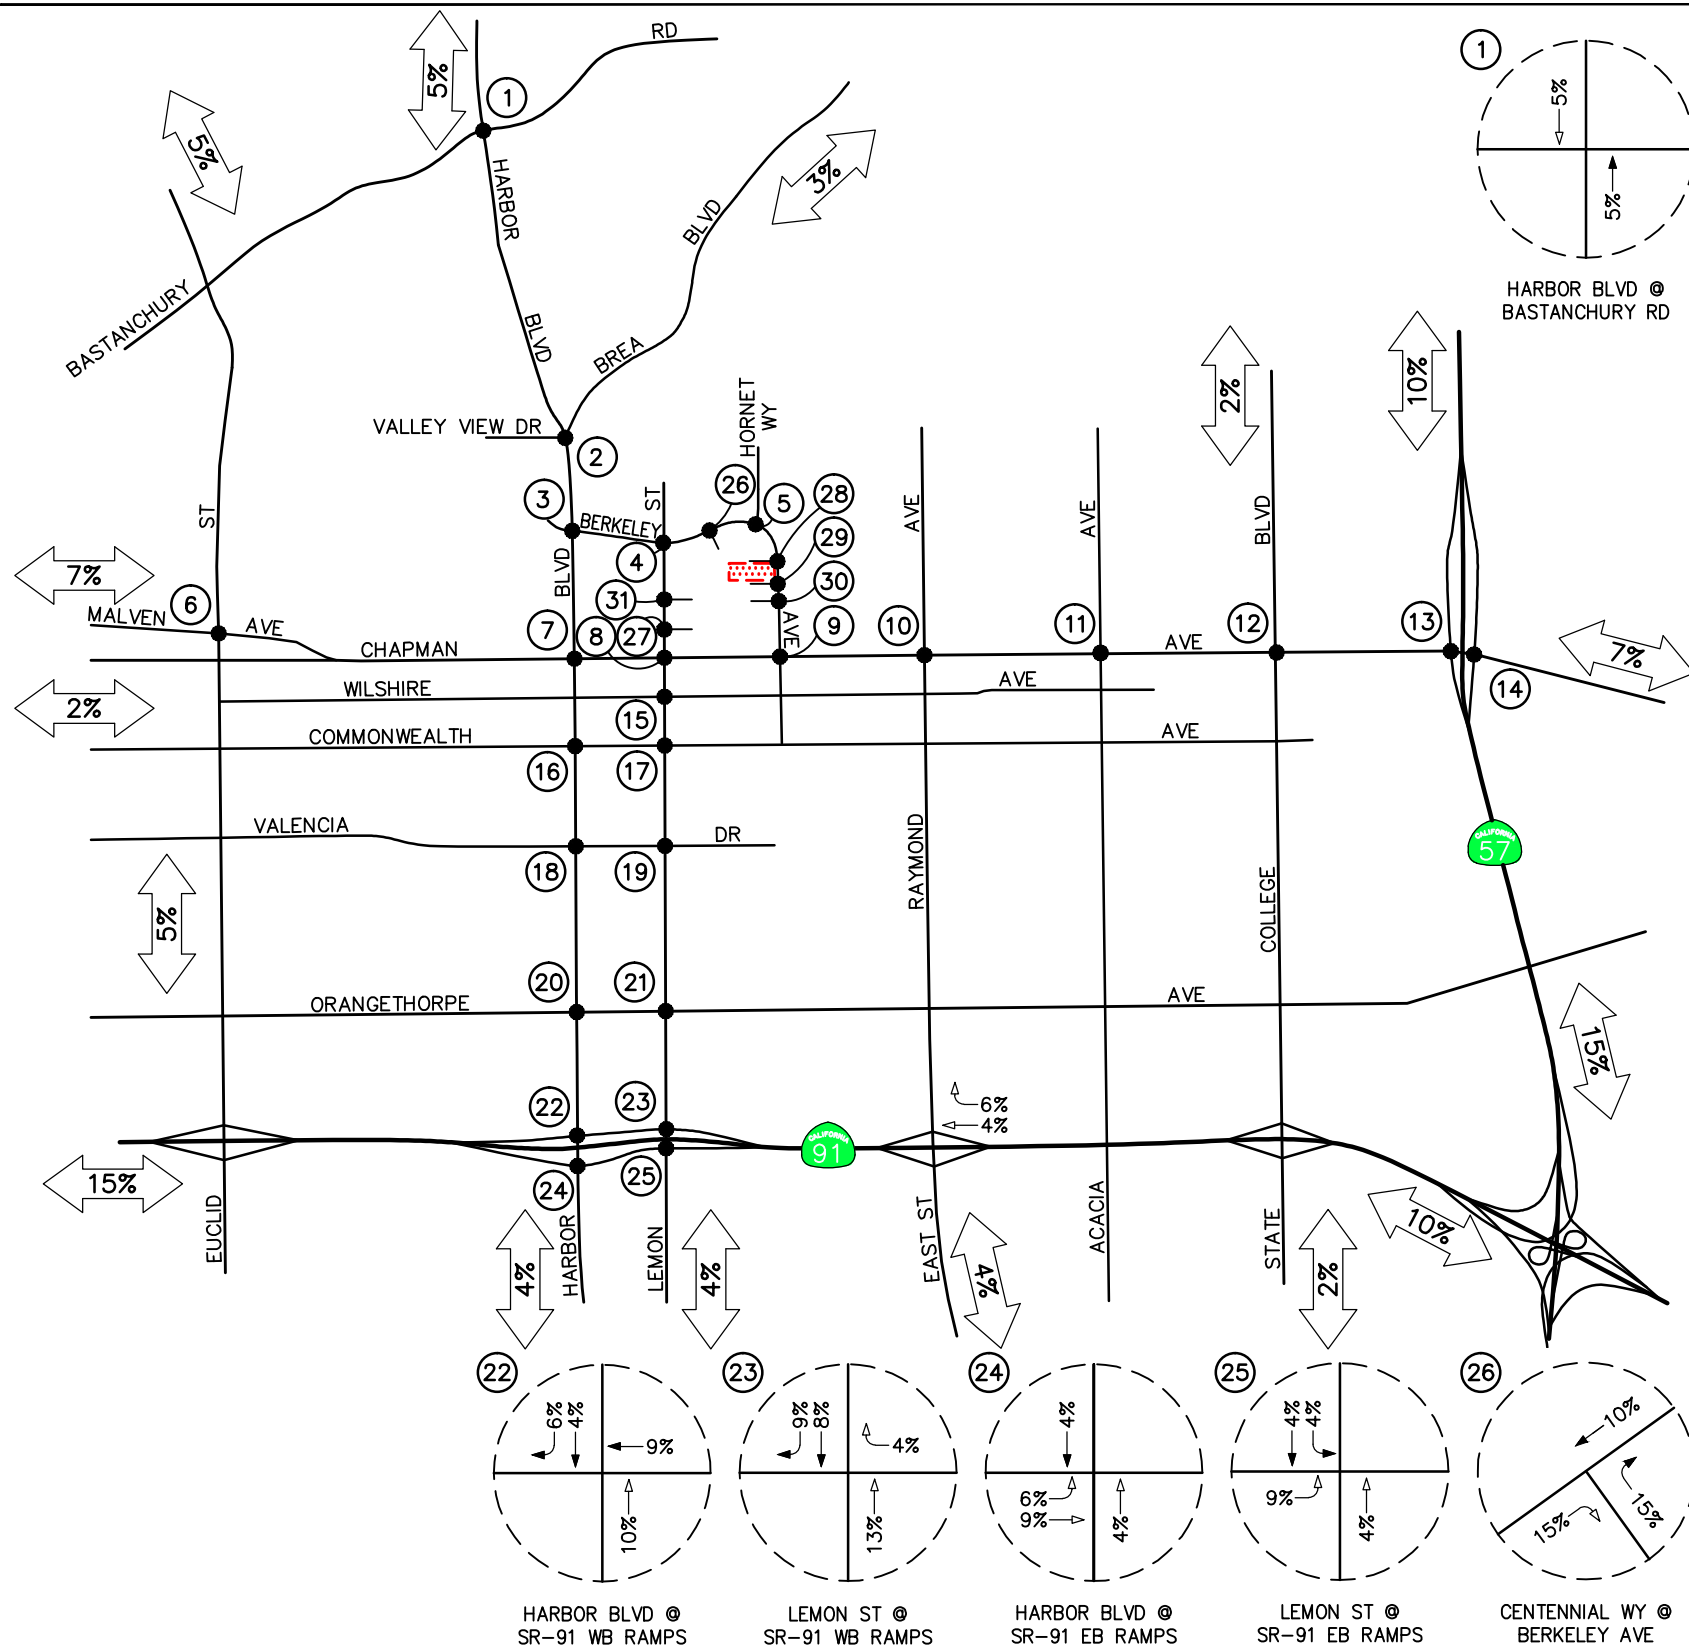 RD
1
1
5%
5%
5%
5%
5%
HARBOR
3%
BLVD
BASTANCHURY
HARBOR BLVD @
BASTANCHURY RD
BLVD
BREA
2%
10%
HORNET
WY
VALLEY VIEW DR
2
26
5
28
3
ST
BERKELEY
AVE
AVE
BLVD
ST
4
29
7%
BLVD
30
6
31
MALVEN
AVE
7
8
27
AVE
9
10
11
12
13
CHAPMAN
AVE
7%
WILSHIRE
AVE
14
2%
15
COMMONWEALTH
AVE
16
17
VALENCIA
DR
CALIFORNIA
57
18
19
RAYMOND
COLLEGE
5%
20
21
ORANGETHORPE
AVE
15%
22
23
6%
4%
CALIFORNIA
91
15%
24
25
EUCLID
HARBOR
LEMON
EAST ST
ACACIA
STATE
10%
4%
4%
4%
2%
22
6%
4%
9%
10%
HARBOR BLVD @
SR-91 WB RAMPS
23
9%
8%
4%
13%
LEMON ST @
SR-91 WB RAMPS
24
4%
6%
9%
4%
HARBOR BLVD @
SR-91 EB RAMPS
25
4%
4%
9%
4%
LEMON ST @
SR-91 EB RAMPS
26
10%
15%
15%
CENTENNIAL WY @
BERKELEY AVE